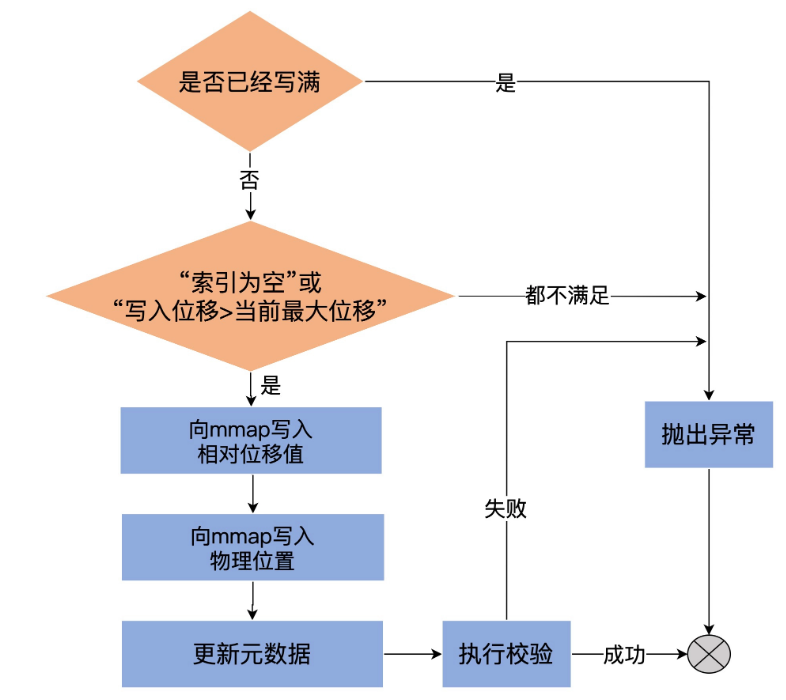 是否已经写满
是
否
“索引为空”或
“写入位移>当前最大位移”
都不满足
是
向mmap写入
相对位移值
抛出异常
向mmap写入
物理位置
失败
更新元数据
执行校验
成功